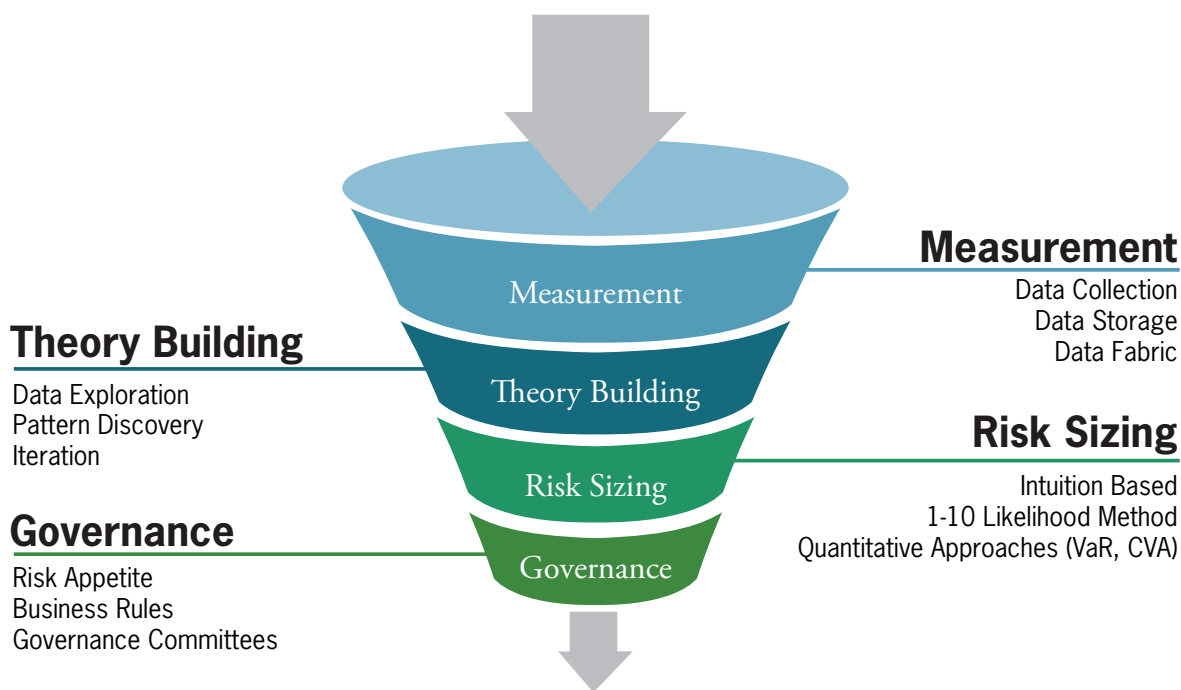 Measurement
Measurement
Data Collection
Data Storage
Data Fabric
Theory Building
Theory Building
Data Exploration
Pattern Discovery
Iteration
Risk Sizing
Risk Sizing
Intuition Based
1-10 Likelihood Method
Quantitative Approaches (VaR, CVA)
Governance
Governance
Risk Appetite
Business Rules
Governance Committees